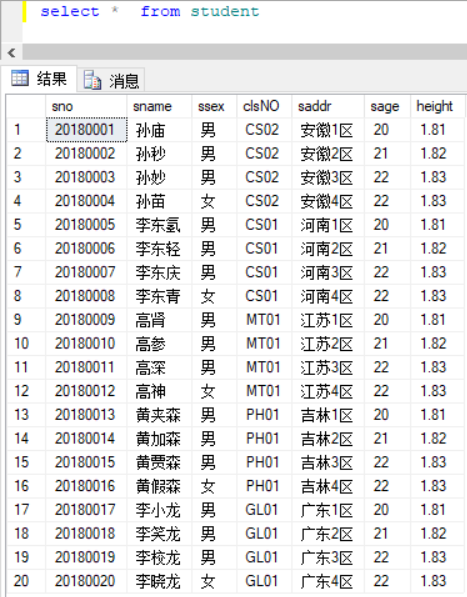 select * from student
结果 消息
sno sname ssex clsNO saddr sage height
1 20180001 孙庙 男 CS02 安徽1区 20 1.81
2 20180002 孙秒 男 CS02 安徽2区 21 1.82
3 20180003 孙妙 男 CS02 安徽3区 22 1.83
4 20180004 孙苗 女 CS02 安徽4区 22 1.83
5 20180005 李东氢 男 CS01 河南1区 20 1.81
6 20180006 李东轻 男 CS01 河南2区 21 1.82
7 20180007 李东庆 男 CS01 河南3区 22 1.83
8 20180008 李东青 女 CS01 河南4区 22 1.83
9 20180009 高肾 男 MT01 江苏1区 20 1.81
10 20180010 高参 男 MT01 江苏2区 21 1.82
11 20180011 高深 男 MT01 江苏3区 22 1.83
12 20180012 高神 女 MT01 江苏4区 22 1.83
13 20180013 黄夹森 男 PH01 吉林1区 20 1.81
14 20180014 黄加森 男 PH01 吉林2区 21 1.82
15 20180015 黄贾森 男 PH01 吉林3区 22 1.83
16 20180016 黄假森 女 PH01 吉林4区 22 1.83
17 20180017 李小龙 男 GL01 广东1区 20 1.81
18 20180018 李笑龙 男 GL01 广东2区 21 1.82
19 20180019 李校龙 男 GL01 广东3区 22 1.83
20 20180020 李晓龙 女 GL01 广东4区 22 1.83